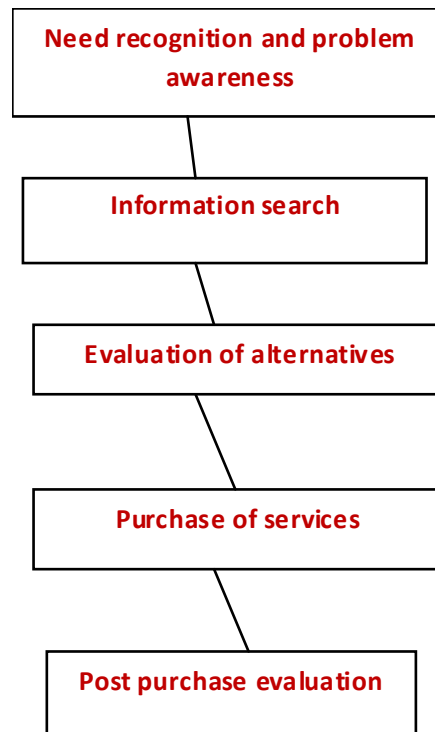 Need recognition and problem
awareness
Information search
Evaluation of alternatives
Purchase of services
Post purchase evaluation